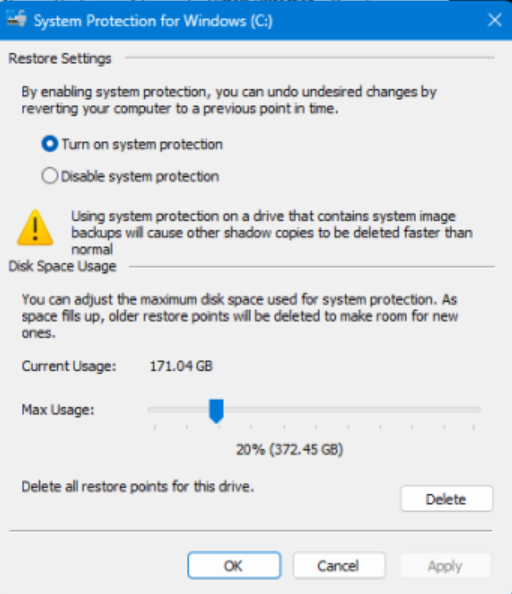 System Protection for Windows (C:)
Restore Settings
By enabling system protection, you can undo undesired changes by
reverting your computer to a previous point in time.
Turn on system protection
Disable system protection
Using system protection on a drive that contains system image
backups will cause other shadow copies to be deleted faster than
normal
Disk Space Usage
You can adjust the maximum disk space used for system protection. As
space fills up, older restore points will be deleted to make room for new
ones.
Current Usage: 171.04 GB
Max Usage:
20% (372.45 GB)
Delete all restore points for this drive.
Delete
OK Cancel Apply